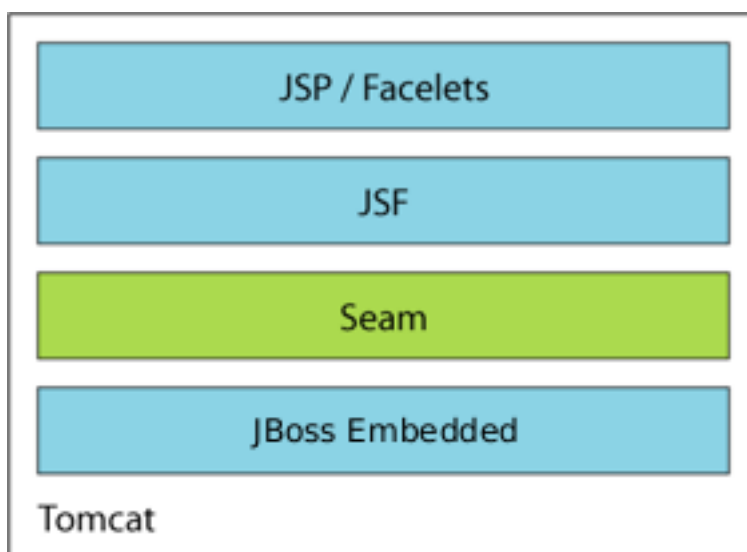 JSP / Facelets
JSF
Seam
JBoss Embedded
Tomcat